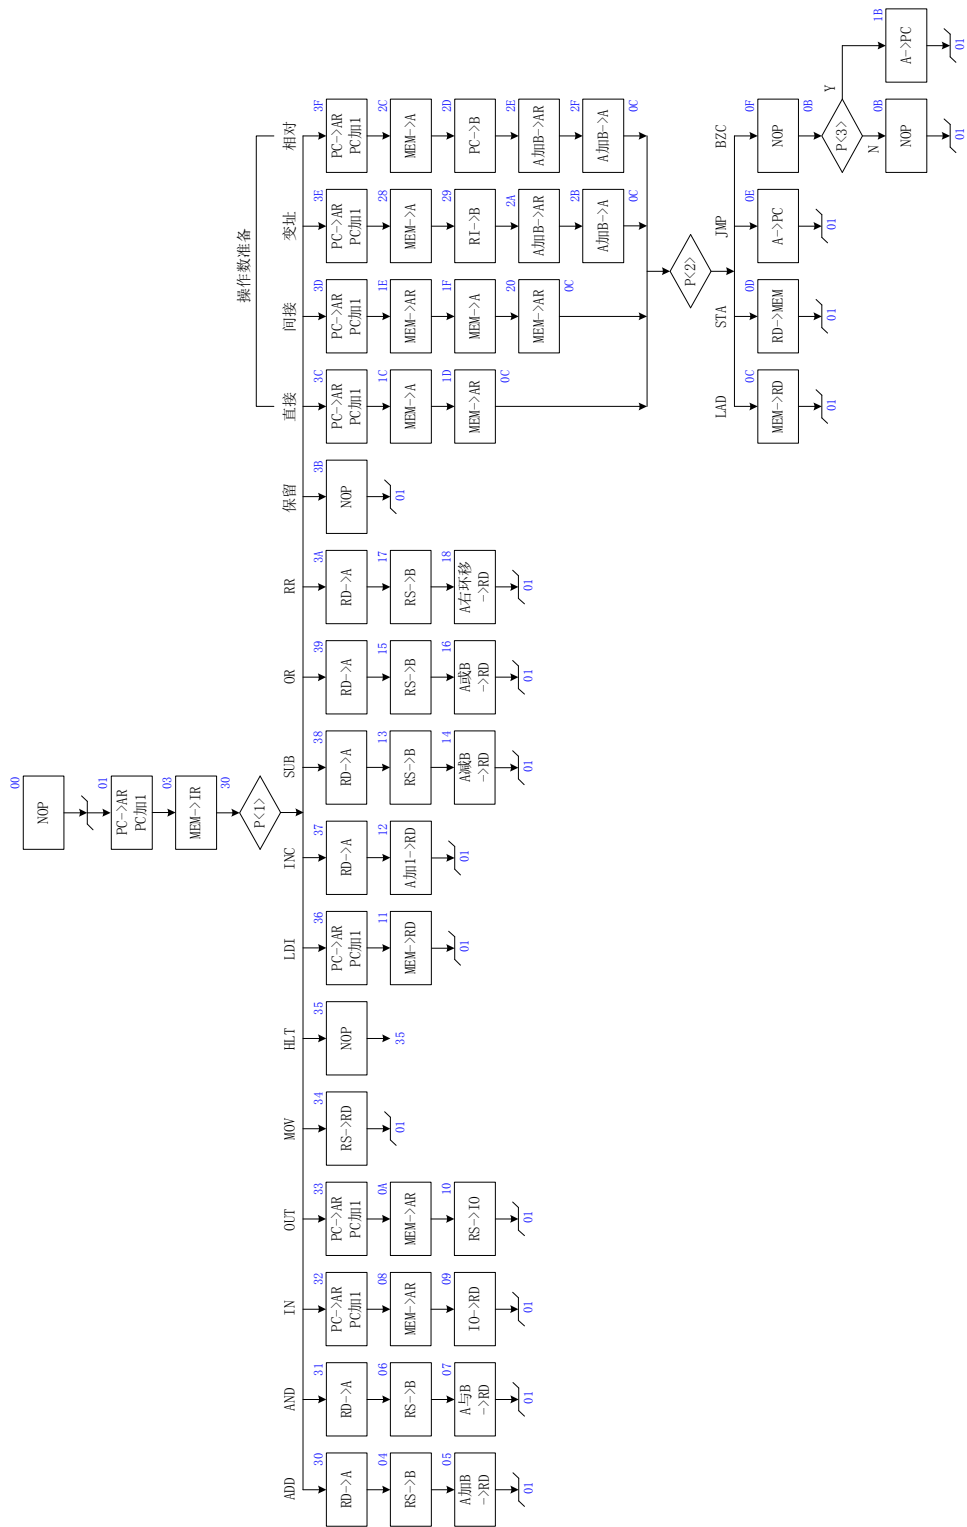 00
NOP
01
PC->AR
PC加1
03
MEM->IR
30
P<1>
ADD
30
RD->A
04
RS->B
05
A加B
->RD
01
AND
31
RD->A
06
RS->B
07
A与B
->RD
01
IN
32
PC->AR
PC加1
08
MEM->AR
09
IO->RD
01
OUT
33
PC->AR
PC加1
0A
MEM->AR
10
RS->IO
01
MOV
34
RS->RD
01
HLT
35
NOP
35
LDI
36
PC->AR
PC加1
11
MEM->RD
01
INC
37
RD->A
12
A加1->RD
01
SUB
38
RD->A
13
RS->B
14
A减B
->RD
01
OR
39
RD->A
15
RS->B
16
A或B
->RD
01
RR
3A
RD->A
17
RS->B
18
A右环移
->RD
01
保留
3B
NOP
01
操作数准备
直接
3C
PC->AR
PC加1
1C
MEM->A
1D
MEM->AR
0C
间接
3D
PC->AR
PC加1
1E
MEM->AR
1F
MEM->A
20
MEM->AR
0C
变址
3E
PC->AR
PC加1
28
MEM->A
29
RI->B
2A
A加B->AR
2B
A加B->A
0C
相对
3F
PC->AR
PC加1
2C
MEM->A
2D
PC->B
2E
A加B->AR
2F
A加B->A
0C
P<2>
LAD
0C
MEM->RD
01
STA
0D
RD->MEM
01
JMP
0E
A->PC
01
BZC
0F
NOP
0B
P<3>
N
0B
NOP
01
Y
1B
A->PC
01